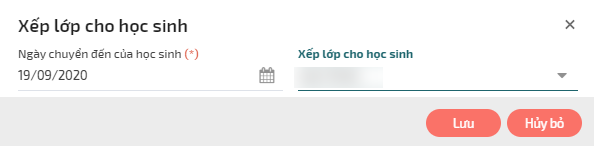 Xếp lớp cho học sinh
Ngày chuyển đến của học sinh (*)
Xếp lớp cho học sinh
19/09/2020
Lưu
Hủy bỏ